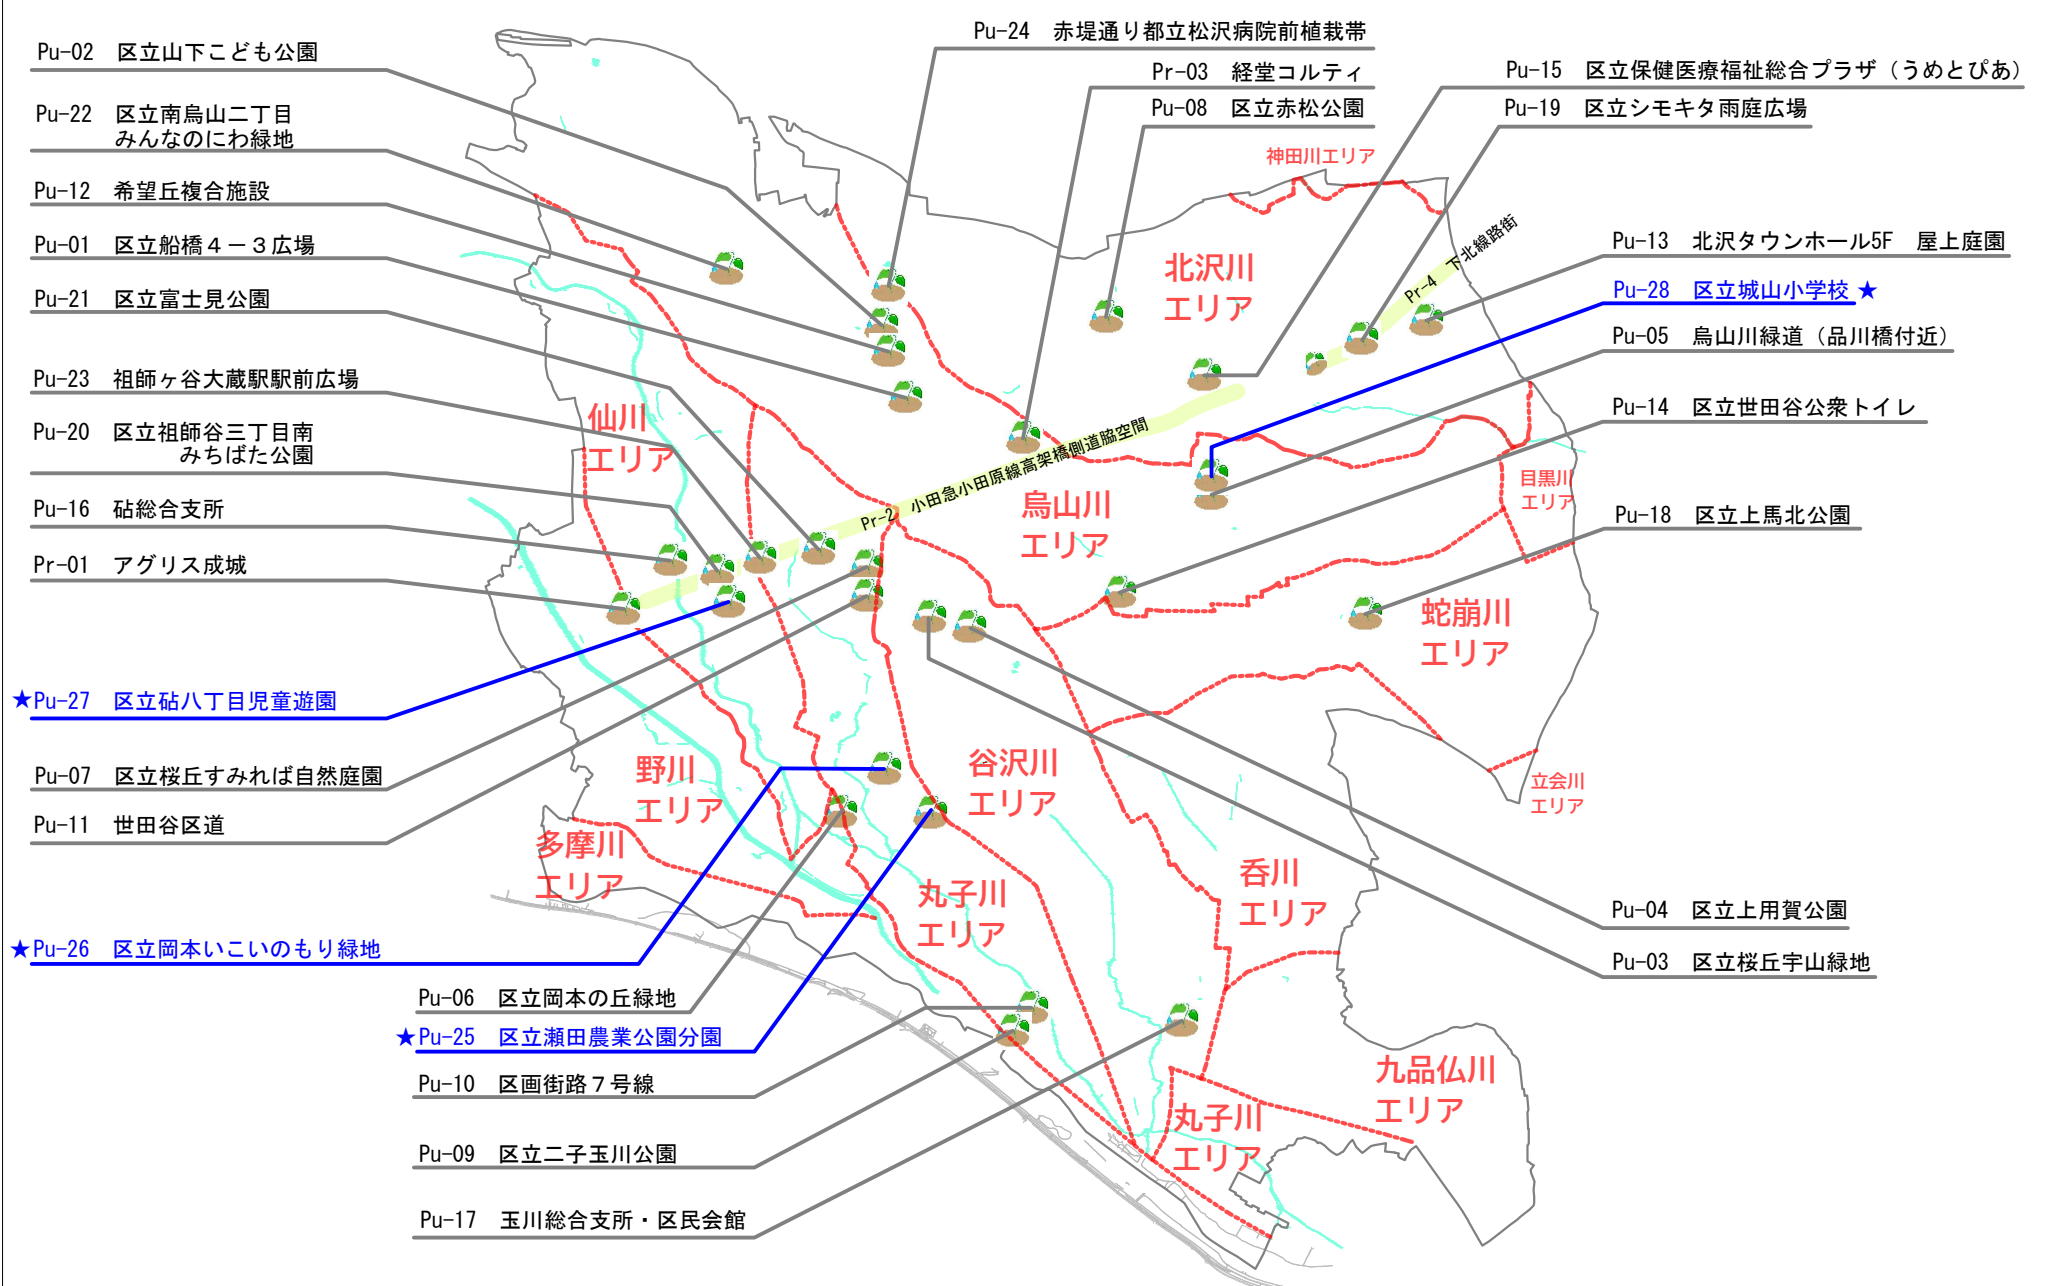 Pu-02 区立山下こども公園
Pu-22 区立南烏山二丁目
みんなのにわ緑地
Pu-12 希望丘複合施設
Pu-01 区立船橋４－３広場
Pu-21 区立富士見公園
Pu-23 祖師ヶ谷大蔵駅駅前広場
Pu-20 区立祖師谷三丁目南
みちばた公園
Pu-16 砧総合支所
Pr-01 アグリス成城
★Pu-27 区立砧八丁目児童遊園
Pu-07 区立桜丘すみれば自然庭園
Pu-11 世田谷区道
★Pu-26 区立岡本いこいのもり緑地
Pu-06 区立岡本の丘緑地
★Pu-25 区立瀬田農業公園分園
Pu-10 区画街路７号線
Pu-09 区立二子玉川公園
Pu-17 玉川総合支所・区民会館
Pu-24 赤堤通り都立松沢病院前植栽帯
Pr-03 経堂コルティ
Pu-08 区立赤松公園
Pu-15 区立保健医療福祉総合プラザ（うめとぴあ）
Pu-19 区立シモキタ雨庭広場
Pu-13 北沢タウンホール5F 屋上庭園
Pu-28 区立城山小学校★
Pu-05 烏山川緑道（品川橋付近）
Pu-14 区立世田谷公衆トイレ
Pu-18 区立上馬北公園
Pu-04 区立上用賀公園
Pu-03 区立桜丘宇山緑地
神田川エリア
北沢川
エリア
Pr-4 下北線路街
仙川
エリア
Pr-2 小田急小田原線高架橋側道脇空間
烏山川
エリア
目黒川
エリア
蛇崩川
エリア
野川
エリア
谷沢川
エリア
立会川
エリア
多摩川
エリア
丸子川
エリア
呑川
エリア
九品仏川
エリア
丸子川
エリア